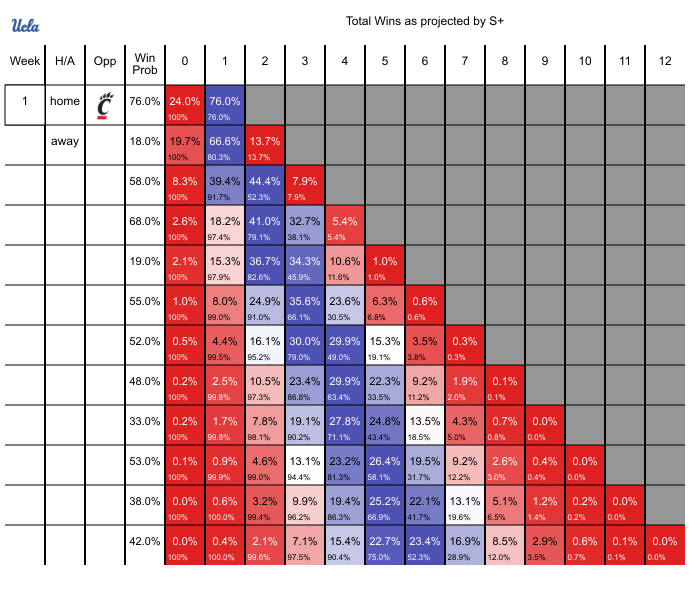 Ucla
Total Wins as projected by S+
Week H/A Opp Win Prob 0 1 2 3 4 5 6 7 8 9 10 11 12
1 home C 76.0% 24.0% 76.0%
100% 76.0%
away 18.0% 19.7% 66.6% 13.7%
100% 80.3% 13.7%
58.0% 8.3% 39.4% 44.4% 7.9%
100% 91.7% 52.3% 7.9%
68.0% 2.6% 18.2% 41.0% 32.7% 5.4%
100% 97.4% 79.1% 38.1% 5.4%
19.0% 2.1% 15.3% 36.7% 34.3% 10.6% 1.0%
100% 97.9% 82.6% 45.9% 11.6% 1.0%
55.0% 1.0% 8.0% 24.9% 35.6% 23.6% 6.3% 0.6%
100% 99.0% 91.0% 66.1% 30.5% 6.8% 0.6%
52.0% 0.5% 4.4% 16.1% 30.0% 29.9% 15.3% 3.5% 0.3%
100% 99.5% 95.2% 79.0% 49.0% 19.1% 3.8% 0.3%
48.0% 0.2% 2.5% 10.5% 23.4% 29.9% 22.3% 9.2% 1.9% 0.1%
100% 99.8% 97.3% 86.8% 63.4% 33.5% 11.2% 2.0% 0.1%
33.0% 0.2% 1.7% 7.8% 19.1% 27.8% 24.8% 13.5% 4.3% 0.7% 0.0%
100% 99.8% 98.1% 90.2% 71.1% 43.4% 18.5% 5.0% 0.8% 0.0%
53.0% 0.1% 0.9% 4.6% 13.1% 23.2% 26.4% 19.5% 9.2% 2.6% 0.4% 0.0%
100% 99.9% 99.0% 94.4% 81.3% 58.1% 31.7% 12.2% 3.0% 0.4% 0.0%
38.0% 0.0% 0.6% 3.2% 9.9% 19.4% 25.2% 22.1% 13.1% 5.1% 1.2% 0.2% 0.0%
100% 100.0% 99.4% 96.2% 86.3% 66.9% 41.7% 19.6% 6.5% 1.4% 0.2% 0.0%
42.0% 0.0% 0.4% 2.1% 7.1% 15.4% 22.7% 23.4% 16.9% 8.5% 2.9% 0.6% 0.1% 0.0%
100% 100.0% 99.6% 97.5% 90.4% 75.0% 52.3% 28.9% 12.0% 3.5% 0.7% 0.1% 0.0%